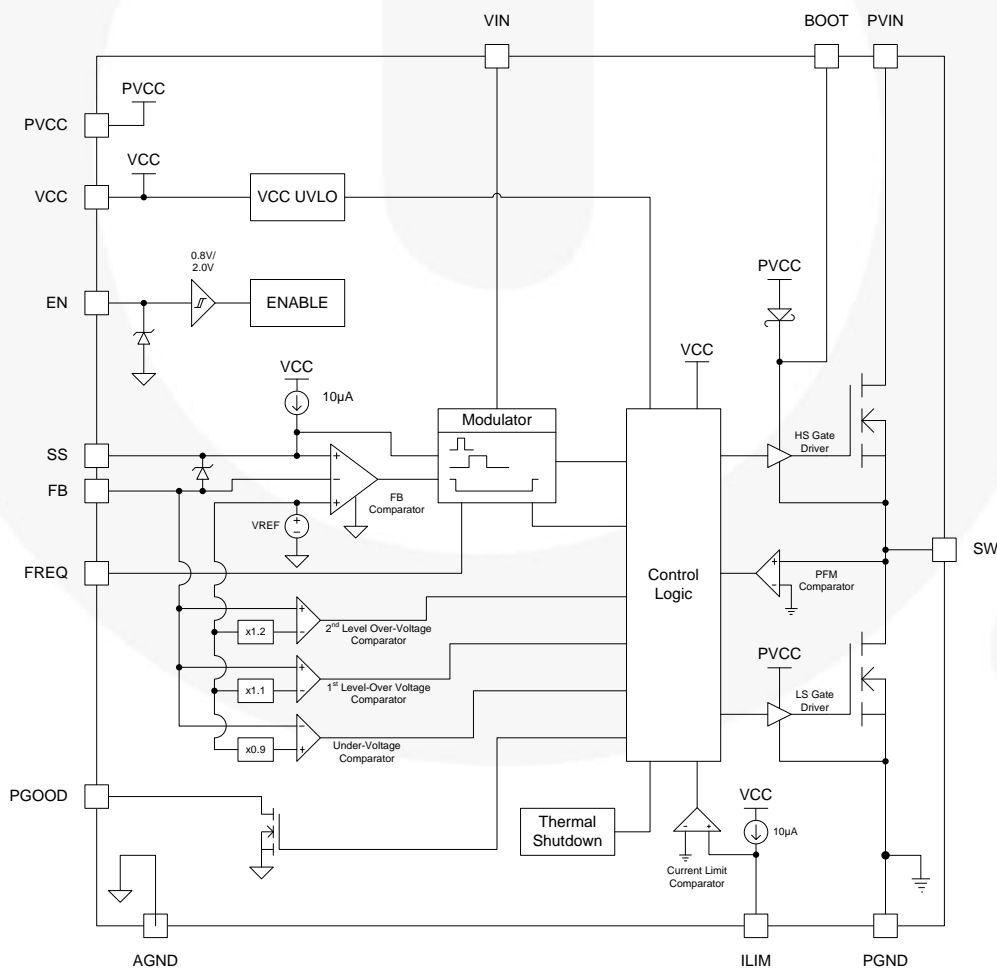 VIN
BOOT
PVIN
PVCC
PVCC
VCC
VCC
VCC UVLO
0.8V/
2.0V
EN
ENABLE
PVCC
VCC
VCC
10µA
Modulator
SS
FB
HS Gate
Driver
FB
Comparator
VREF
+
−
+
+
−
FREQ
SW
Control
Logic
+
−
PFM
Comparator
+
−
x1.2
2nd Level Over-Voltage
Comparator
PVCC
+
−
x1.1
1st Level-Over Voltage
Comparator
LS Gate
Driver
−
+
x0.9
Under-Voltage
Comparator
PGOOD
VCC
Thermal
Shutdown
−
+
10µA
Current Limit
Comparator
AGND
ILIM
PGND